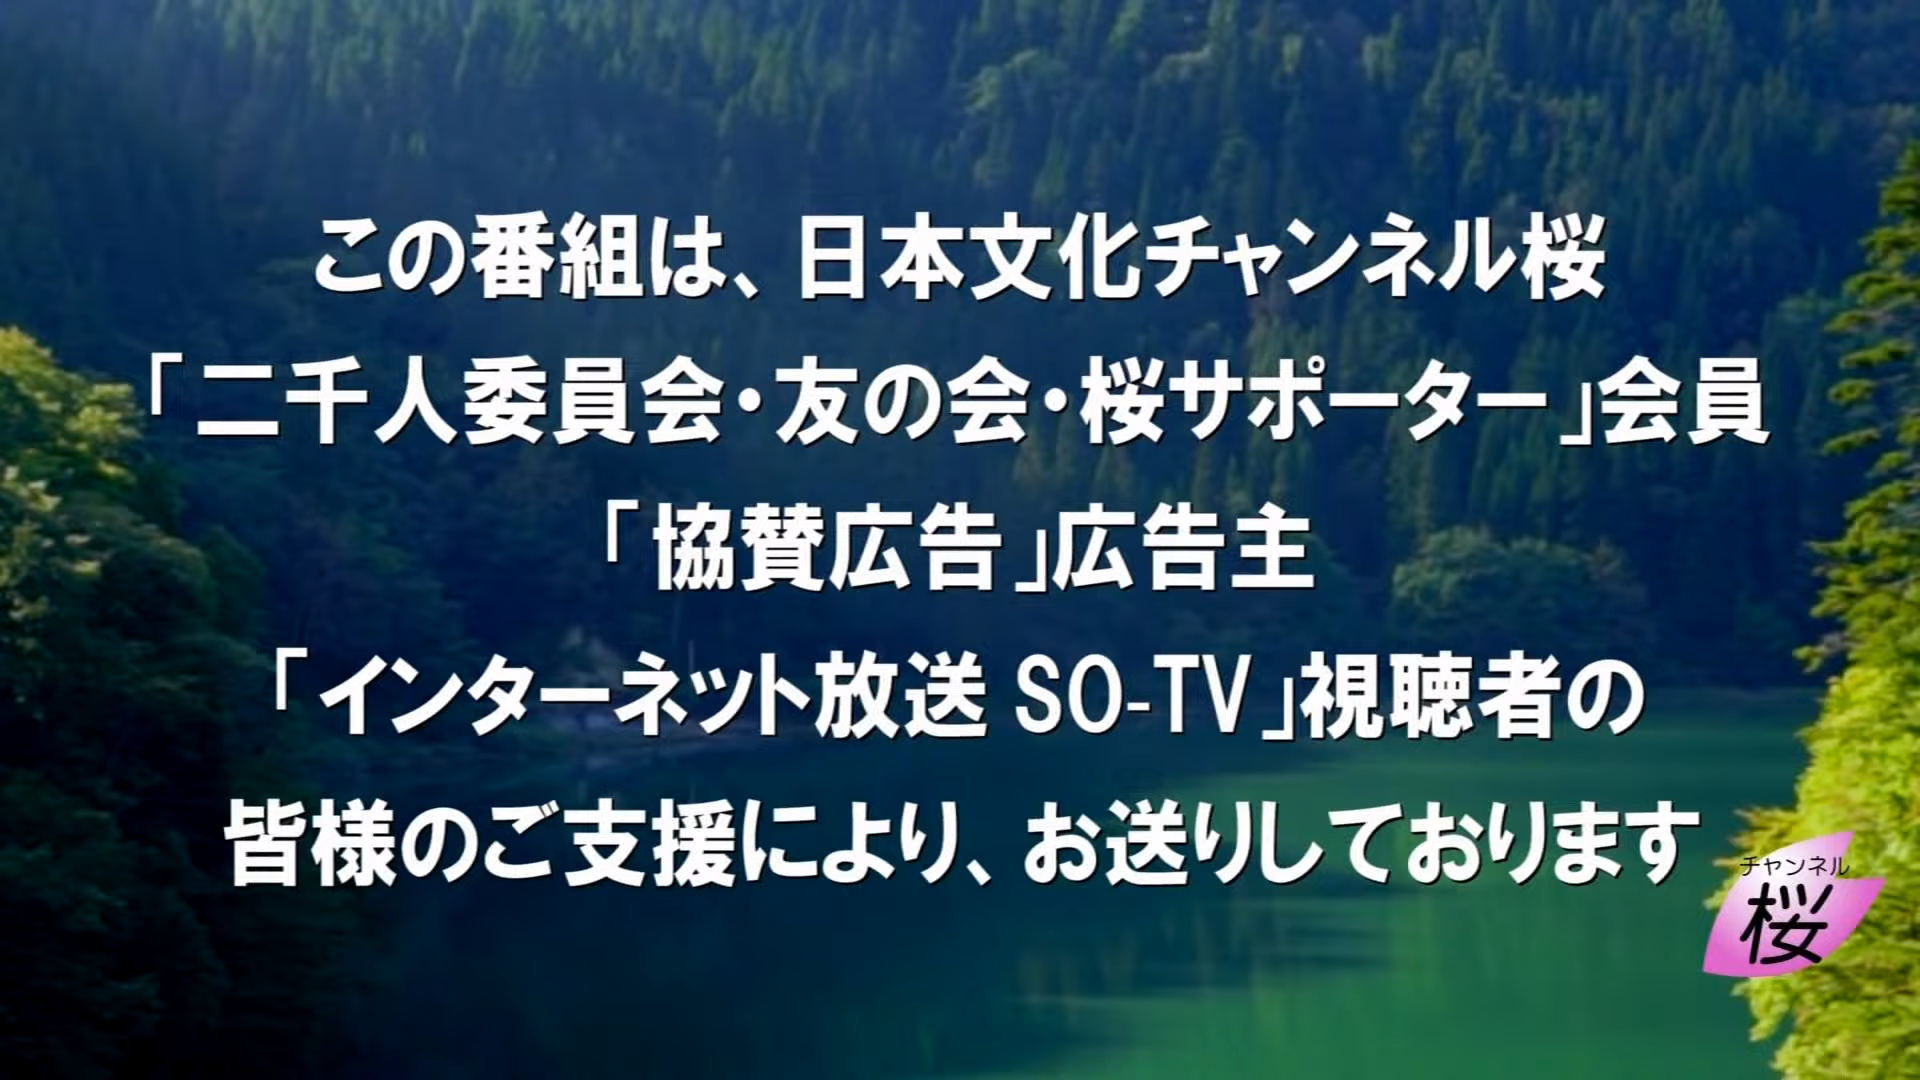 この番組は、日本文化チャンネル桜
「二千人委員会・友の会・桜サポーター」会員
「協賛広告」広告主
「インターネット放送 SO-TV」視聴者の
皆様のご支援により、お送りしております
チャンネル
桜